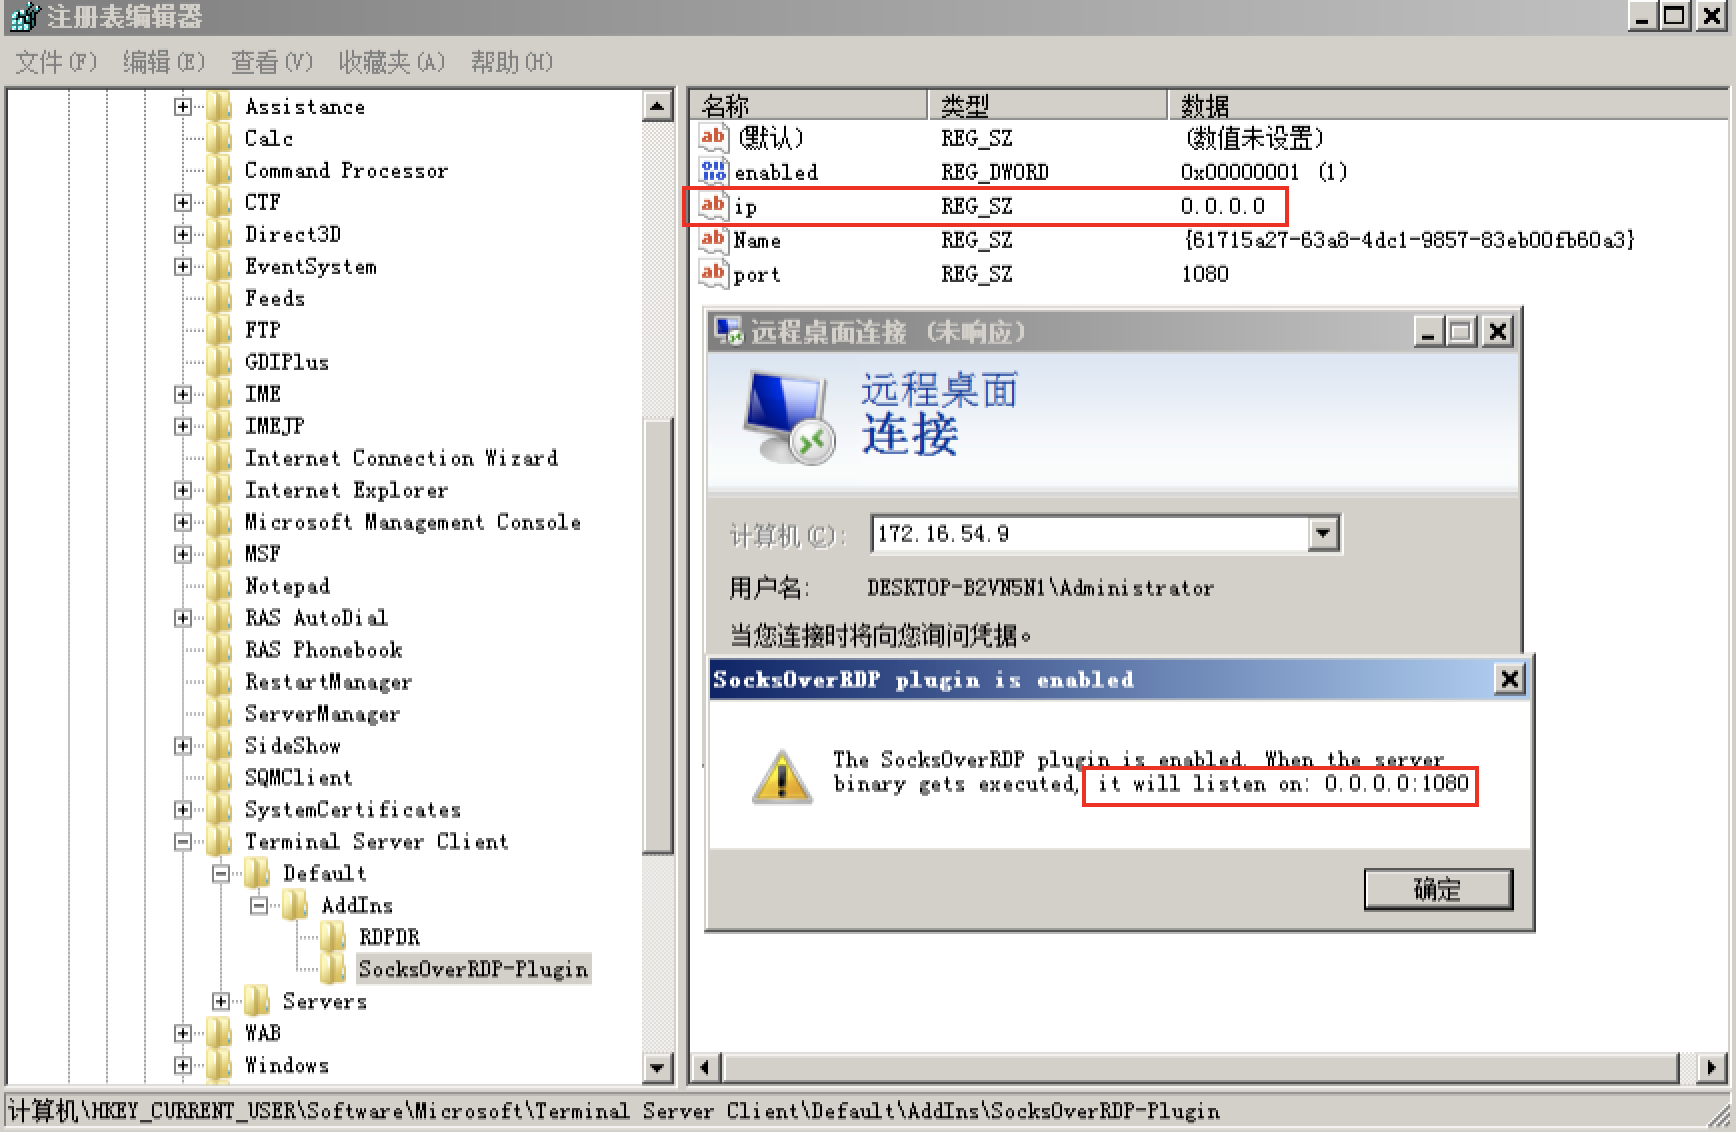 注册表编辑器
文件(F) 编辑(E) 查看(V) 收藏夹(A) 帮助(H)
Assistance
Calc
Command Processor
CTF
Direct3D
EventSystem
Feeds
FTP
GDIPlus
IME
IMEJP
Internet Connection Wizard
Internet Explorer
Microsoft Management Console
MSF
Notepad
RAS AutoDial
RAS Phonebook
RestartManager
ServerManager
SideShow
SQMClient
SystemCertificates
Terminal Server Client
Default
AddIns
RDPDR
SocksOverRDP-Plugin
Servers
WAB
Windows
名称 类型 数据
(默认) REG_SZ (数值未设置)
enabled REG_DWORD 0x00000001 (1)
ip REG_SZ 0.0.0.0
Name REG_SZ {61715a27-63a8-4dc1-9857-83eb00fb60a3}
port REG_SZ 1080
远程桌面连接 (未响应)
远程桌面
连接
计算机(C): 172.16.54.9
用户名: DESKTOP-B2VN5N1\Administrator
当您连接时将向您询问凭据。
SocksOverRDP plugin is enabled
The SocksOverRDP plugin is enabled. When the server
binary gets executed, it will listen on: 0.0.0.0:1080
确定
计算机\HKEY_CURRENT_USER\Software\Microsoft\Terminal Server Client\Default\AddIns\SocksOverRDP-Plugin